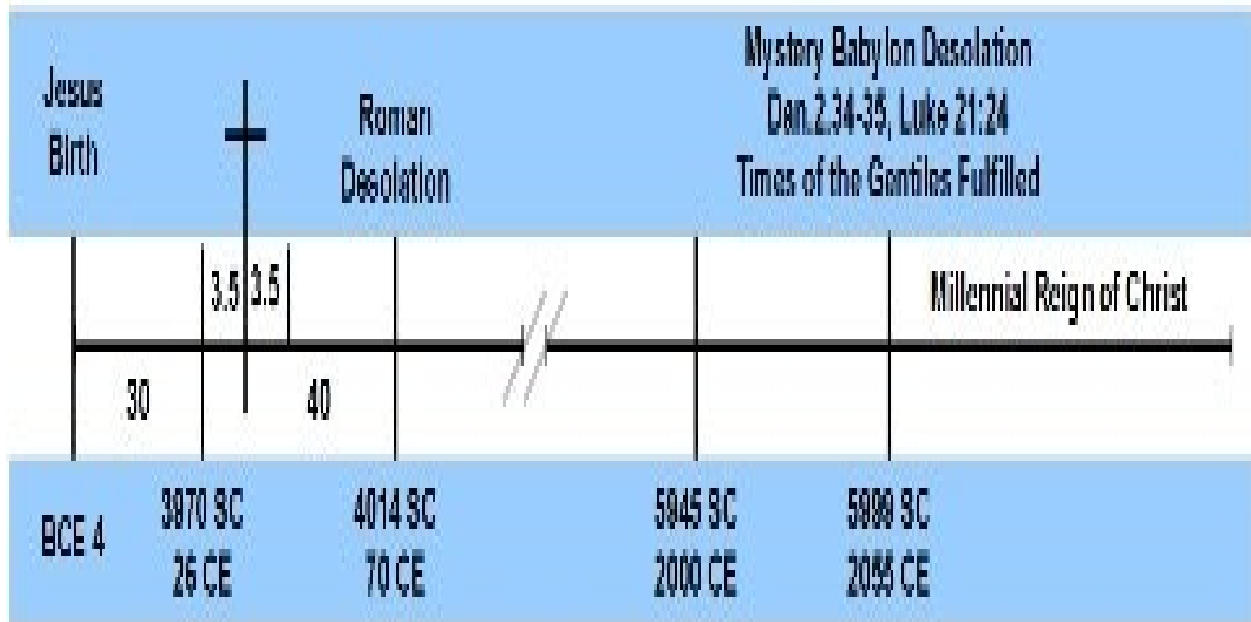 Jesus
Birth
Roman
Desolation
Mystery Babylon Desolation
Dan.2.34-35, Luke 21:24
Times of the Gentiles Fulfilled
3.5 3.5
Millennial Reign of Christ
30
40
BCE 4
3970 SC
26 CE
4014 SC
70 CE
5945 SC
2000 CE
SC
CE